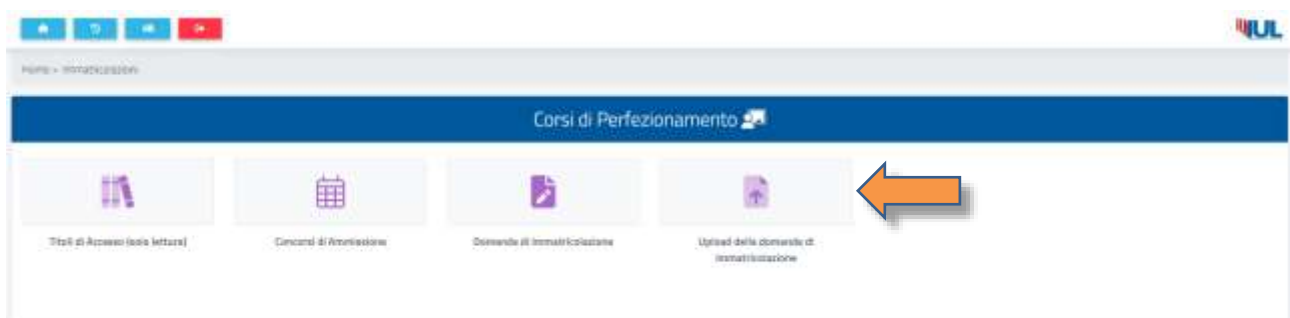 IUL
Home » Immatricolazioni
Corsi di Perfezionamento
Titoli di Accesso (sola lettura)
Concorsi di Ammissione
Domanda di Immatricolazione
Upload della domanda di
immatricolazione